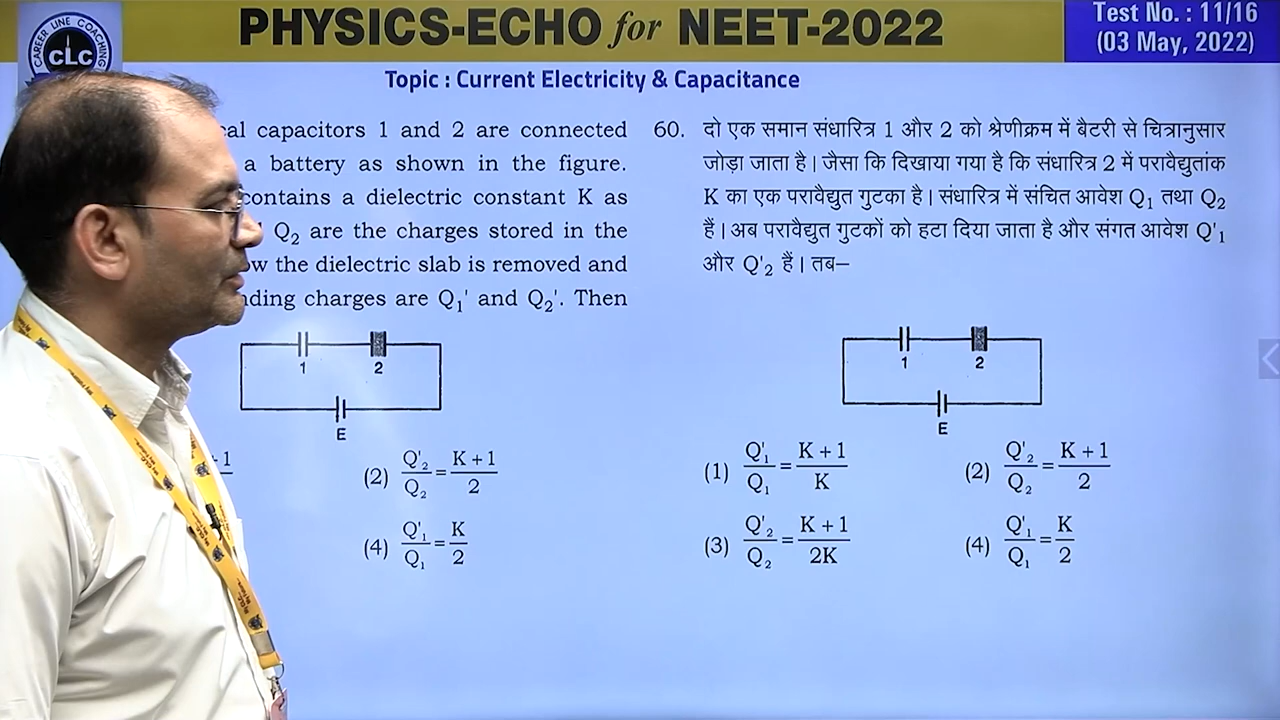 PHYSICS-ECHO for NEET-2022
Test No. : 11/16
(03 May, 2022)
CAREER LINE COACHING
CLC
Topic : Current Electricity & Capacitance
capacitors 1 and 2 are connected
a battery as shown in the figure.
contains a dielectric constant K as
Q₂ are the charges stored in the
the dielectric slab is removed and
charges are Q₁' and Q₂'. Then
1 2
E
(2) Q'₂/Q₂ = K + 1/2
(4) Q'₁/Q₁ = K/2
60. दो एक समान संधारित्र 1 और 2 को श्रेणीक्रम में बैटरी से चित्रानुसार
जोड़ा जाता है। जैसा कि दिखाया गया है कि संधारित्र 2 में परावैद्युतांक
K का एक परावैद्युत गुटका है। संधारित्र में संचित आवेश Q₁ तथा Q₂
हैं। अब परावैद्युत गुटकों को हटा दिया जाता है और संगत आवेश Q'₁
और Q'₂ हैं। तब–
1 2
E
(1) Q'₁/Q₁ = K + 1/K (2) Q'₂/Q₂ = K + 1/2
(3) Q'₂/Q₂ = K + 1/2K (4) Q'₁/Q₁ = K/2